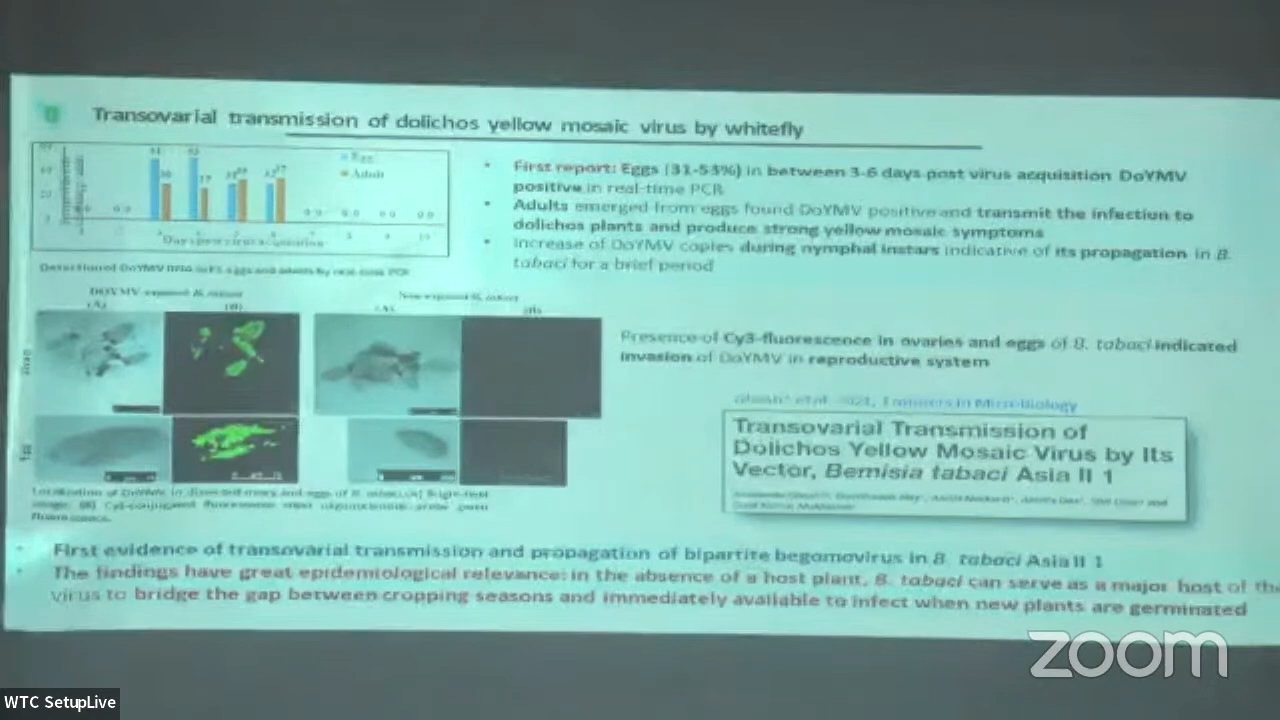 Transovarial transmission of dolichos yellow mosaic virus by whitefly
Egg
Adult
Days post virus acquisition
First report: Eggs (31-53%) in between 3-6 days post virus acquisition DoYMV
positive in real-time PCR
Adults emerged from eggs found DoYMV positive and transmit the infection to
dolichos plants and produce strong yellow mosaic symptoms
Increase of DoYMV copies during nymphal instars indicative of its propagation in B.
tabaci for a brief period
DOYMV exposed B. tabaci
Non-exposed B. tabaci
(A)
(B)
(A)
(B)
Presence of Cy3-fluorescence in ovaries and eggs of B. tabaci indicated
invasion of DoYMV in reproductive system
Frontiers in Microbiology
Transovarial Transmission of
Dolichos Yellow Mosaic Virus by Its
Vector, Bemisia tabaci Asia II 1
First evidence of transovarial transmission and propagation of bipartite begomovirus in B. tabaci Asia II 1
The findings have great epidemiological relevance: in the absence of a host plant, B. tabaci can serve as a major host of the
virus to bridge the gap between cropping seasons and immediately available to infect when new plants are germinated
zoom
WTC SetupLive